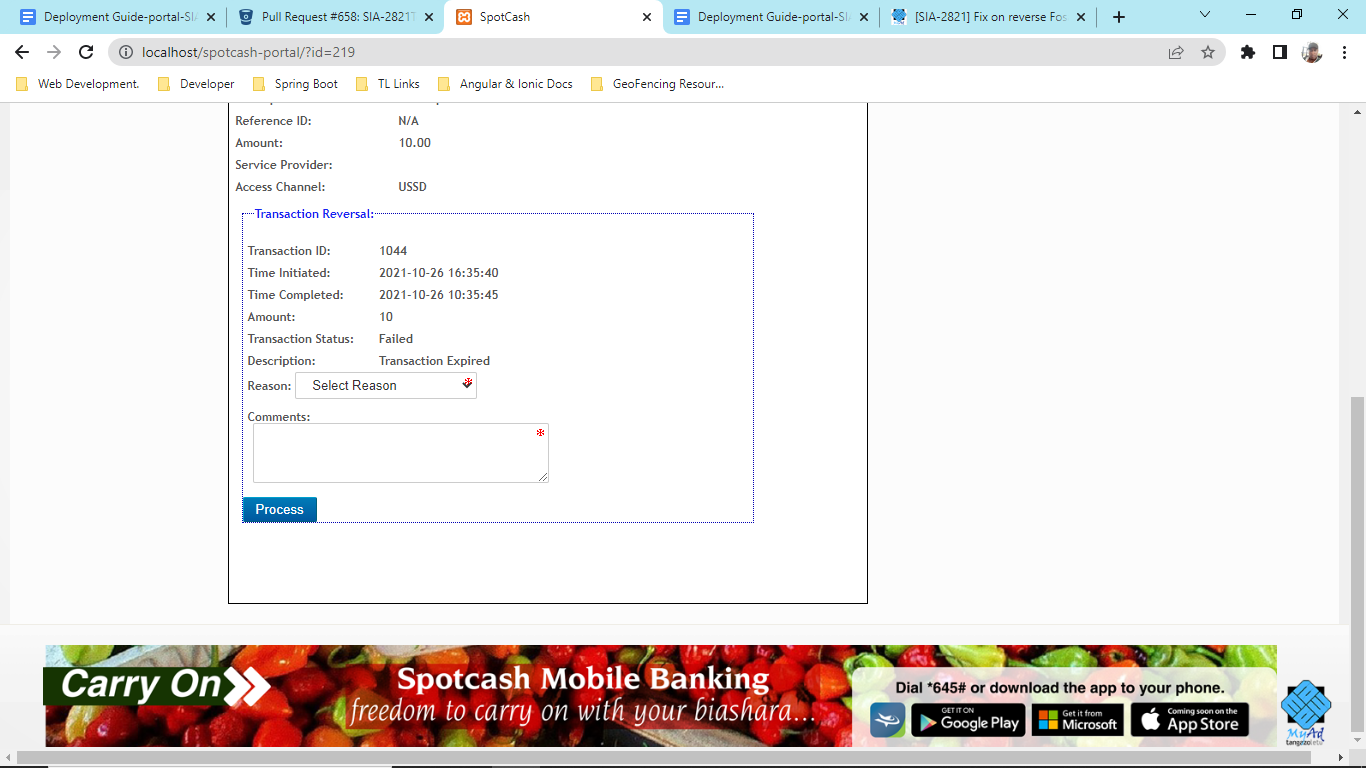 Deployment Guide-portal-SIA
Pull Request #658: SIA-2821T
SpotCash
Deployment Guide-portal-SIA
[SIA-2821] Fix on reverse Fos
localhost/spotcash-portal/?id=219
Web Development.
Developer
Spring Boot
TL Links
Angular & Ionic Docs
GeoFencing Resour...
Reference ID: N/A
Amount: 10.00
Service Provider:
Access Channel: USSD
Transaction Reversal:
Transaction ID: 1044
Time Initiated: 2021-10-26 16:35:40
Time Completed: 2021-10-26 10:35:45
Amount: 10
Transaction Status: Failed
Description: Transaction Expired
Reason: Select Reason
Comments:
Process
Carry On
Spotcash Mobile Banking
freedom to carry on with your biashara...
Dial *645# or download the app to your phone.
GET IT ON
Google Play
Get it from
Microsoft
Coming soon on the
App Store
MyAd
tangazoletu